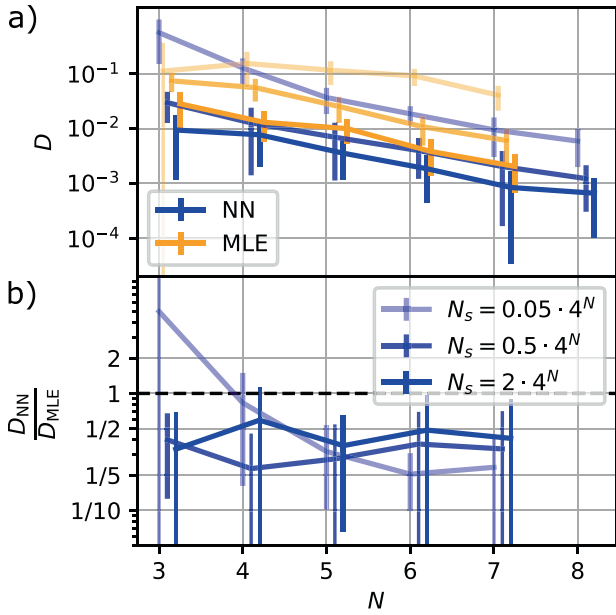 a)
10⁻¹
10⁻²
10⁻³
10⁻⁴
D
NN
MLE
b)
2
1
1/2
1/5
1/10
D_NN
D_MLE
N_s = 0.05 · 4^N
N_s = 0.5 · 4^N
N_s = 2 · 4^N
3 4 5 6 7 8
N